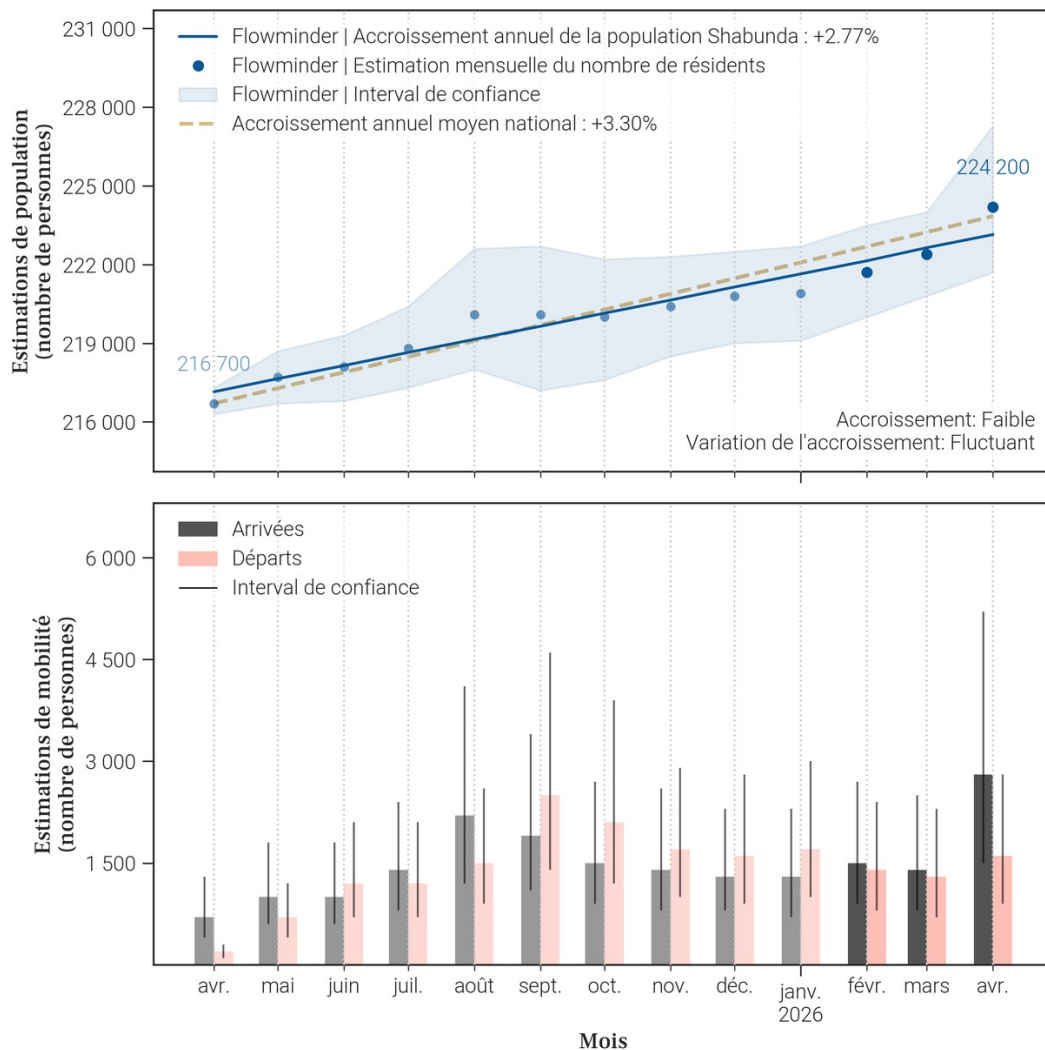 Estimations de population
(nombre de personnes)
231 000
228 000
225 000
222 000
219 000
216 000
Flowminder | Accroissement annuel de la population Shabunda : +2.77%
Flowminder | Estimation mensuelle du nombre de résidents
Flowminder | Interval de confiance
Accroissement annuel moyen national : +3.30%
216 700
224 200
Accroissement: Faible
Variation de l'accroissement: Fluctuant
Estimations de mobilité
(nombre de personnes)
6 000
4 500
3 000
1 500
Arrivées
Départs
Interval de confiance
avr.
mai
juin
juil.
août
sept.
oct.
nov.
déc.
janv.
2026
févr.
mars
avr.
Mois